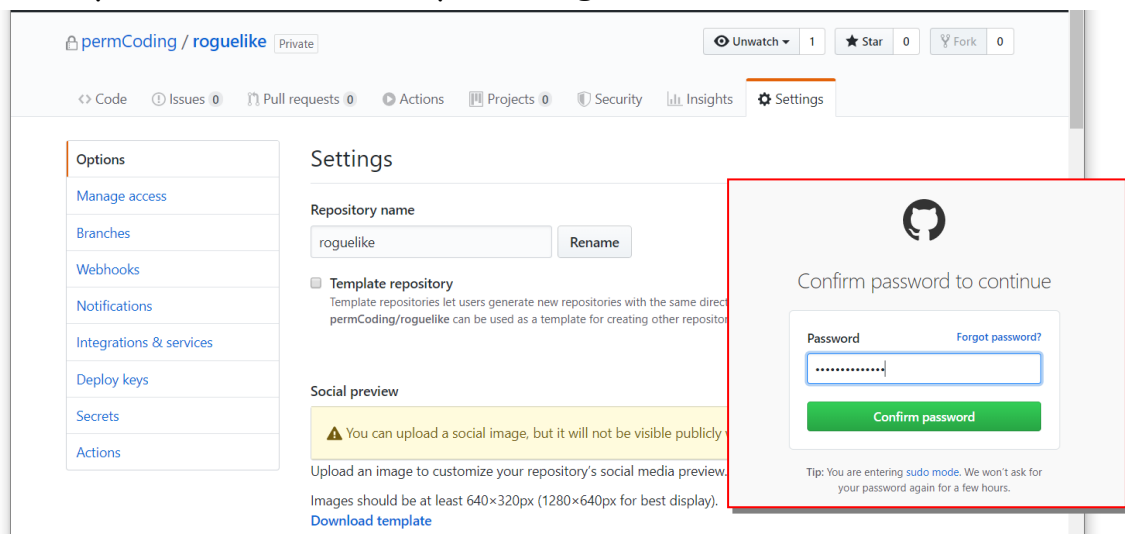 permCoding / roguelike Private
Unwatch 1 Star 0 Fork 0
Code Issues 0 Pull requests 0 Actions Projects 0 Security Insights Settings
Options
Manage access
Branches
Webhooks
Notifications
Integrations & services
Deploy keys
Secrets
Actions
Settings
Repository name
roguelike Rename
Template repository
Template repositories let users generate new repositories with the same direct
permCoding/roguelike can be used as a template for creating other repositor
Social preview
You can upload a social image, but it will not be visible publicly
Upload an image to customize your repository's social media preview.
Images should be at least 640×320px (1280×640px for best display).
Download template
Confirm password to continue
Password Forgot password?
••••••••••••••
Confirm password
Tip: You are entering sudo mode. We won't ask for
your password again for a few hours.